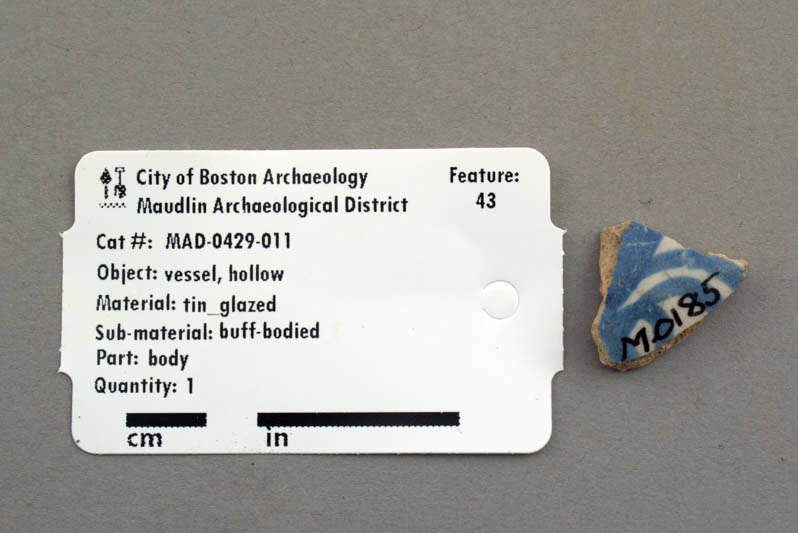 City of Boston Archaeology
Maudlin Archaeological District
Feature:
43
Cat #: MAD-0429-011
Object: vessel, hollow
Material: tin_glazed
Sub-material: buff-bodied
Part: body
Quantity: 1
cm
in
MD185